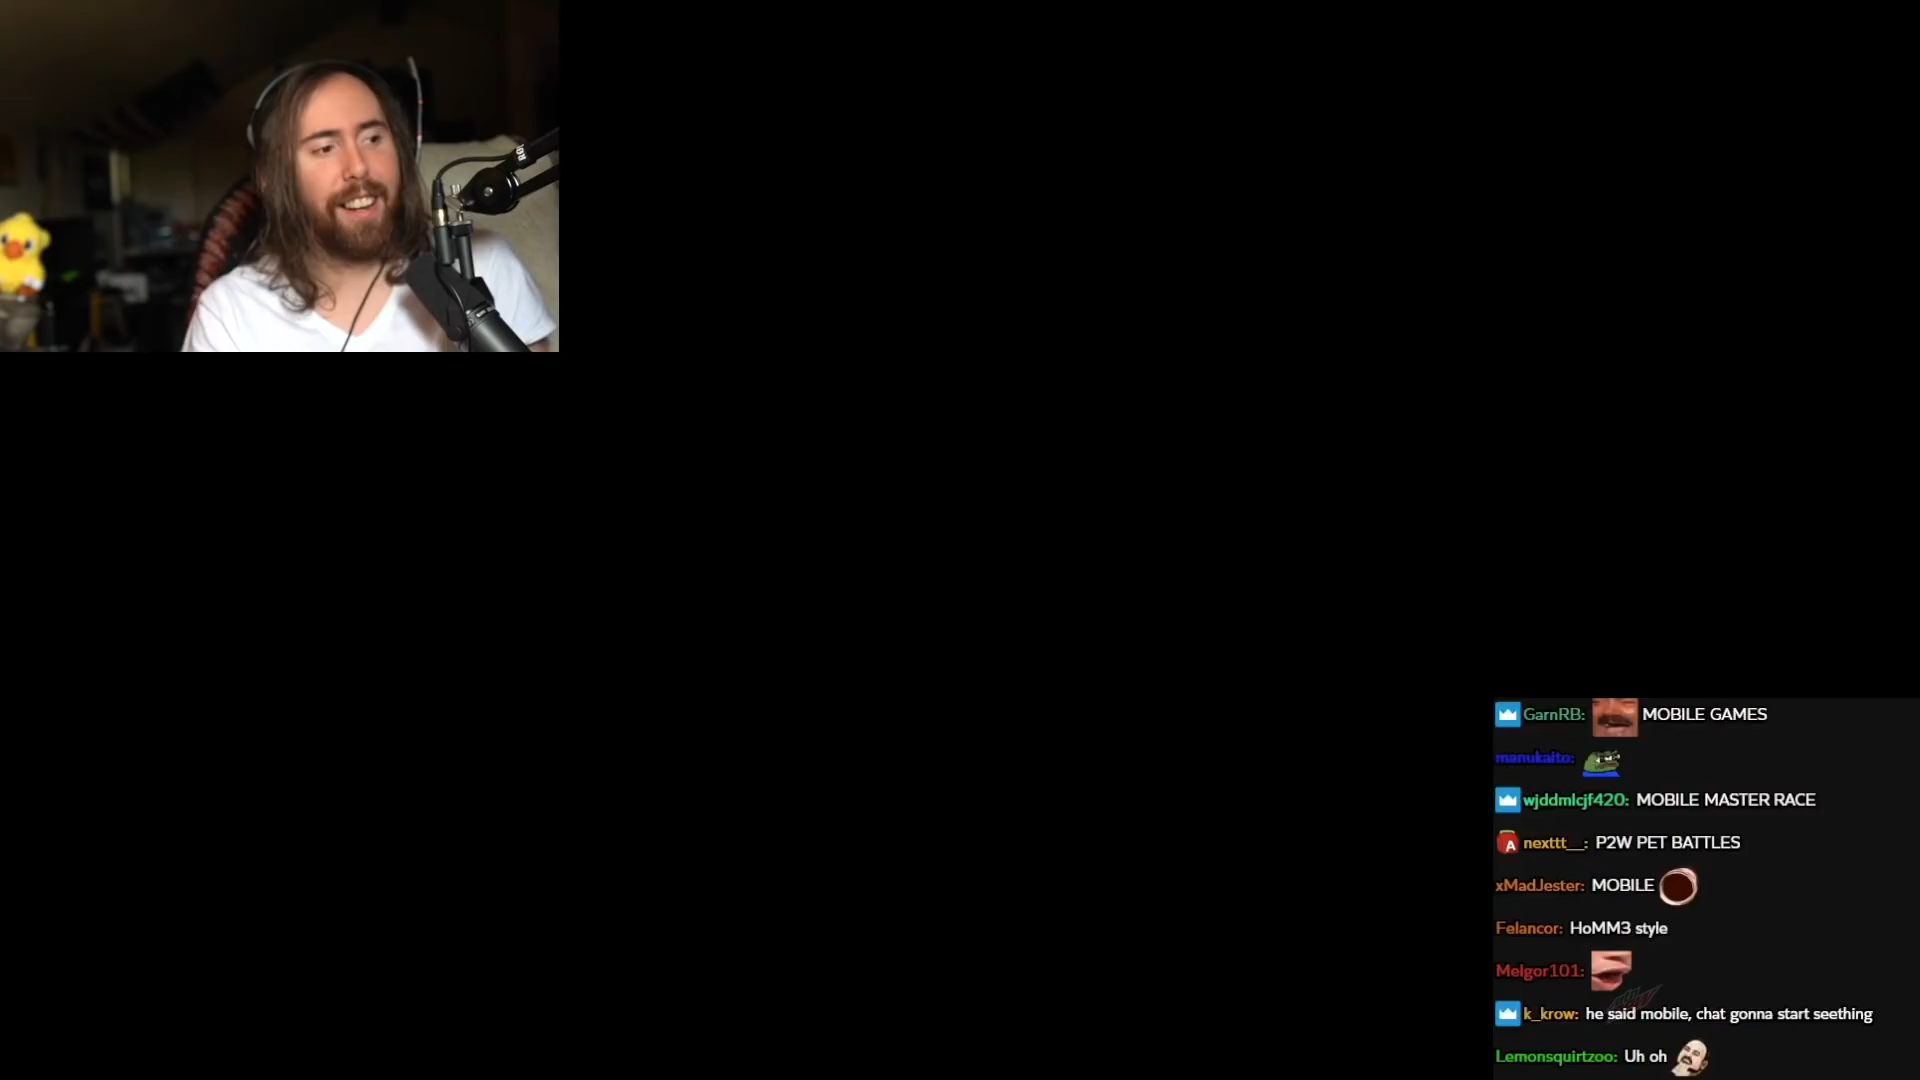 GarnRB: MOBILE GAMES
manukaito:
wjddmlcjf420: MOBILE MASTER RACE
A nexttt__: P2W PET BATTLES
xMadJester: MOBILE
Felancor: HoMM3 style
Melgor101:
k_krow: he said mobile, chat gonna start seething
Lemonsquirtzoo: Uh oh